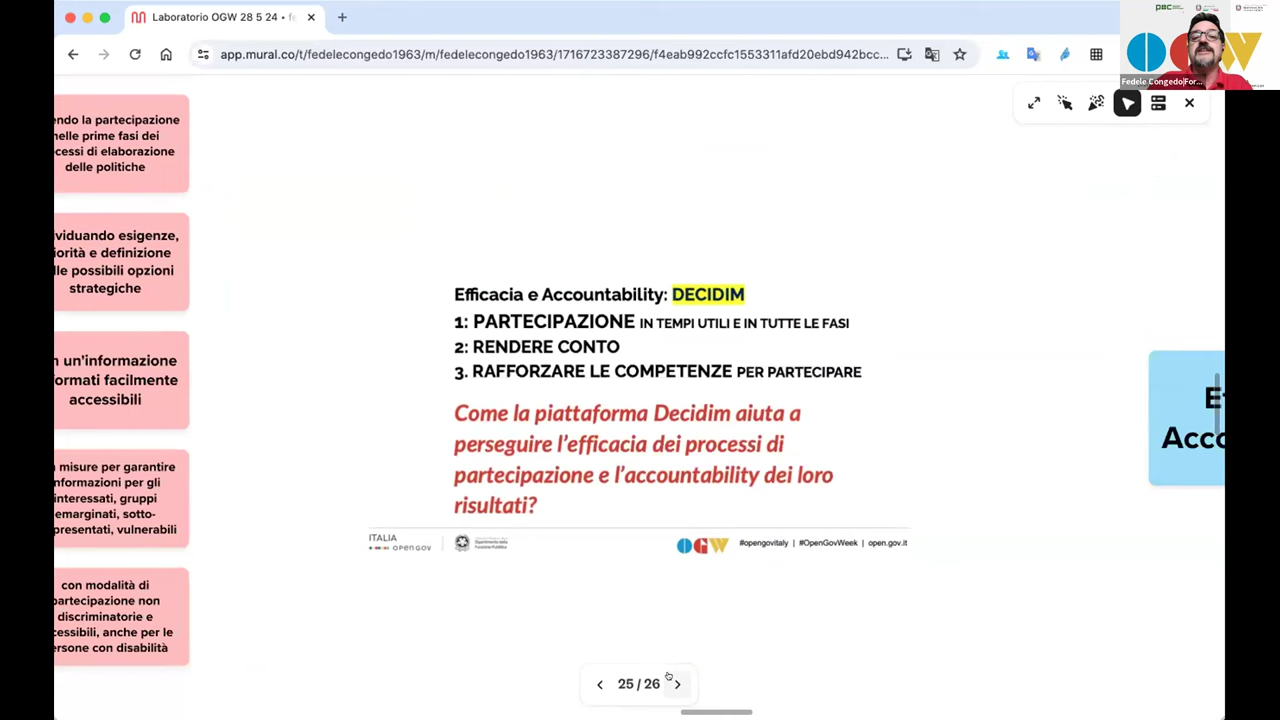 Laboratorio OGW 28 5 24 •
app.mural.co/t/fedelecongedo1963/m/fedelecongedo1963/1716723387296/f4eab992ccfc1553311afd20ebd942bcc...
Fedele Congedo|For...
endo la partecipazione
nelle prime fasi dei
cessi di elaborazione
delle politiche
viduando esigenze,
iorità e definizione
lle possibili opzioni
strategiche
n un'informazione
formati facilmente
accessibili
misure per garantire
nformazioni per gli
interessati, gruppi
emarginati, sotto-
presentati, vulnerabili
con modalità di
partecipazione non
discriminatorie e
cessibili, anche per le
ersone con disabilità
Efficacia e Accountability: DECIDIM
1: PARTECIPAZIONE IN TEMPI UTILI E IN TUTTE LE FASI
2: RENDERE CONTO
3. RAFFORZARE LE COMPETENZE PER PARTECIPARE
Come la piattaforma Decidim aiuta a
perseguire l'efficacia dei processi di
partecipazione e l'accountability dei loro
risultati?
ITALIA
OPEN GOV
OGW
#opengovitaly | #OpenGovWeek | open.gov.it
Acco
25 / 26